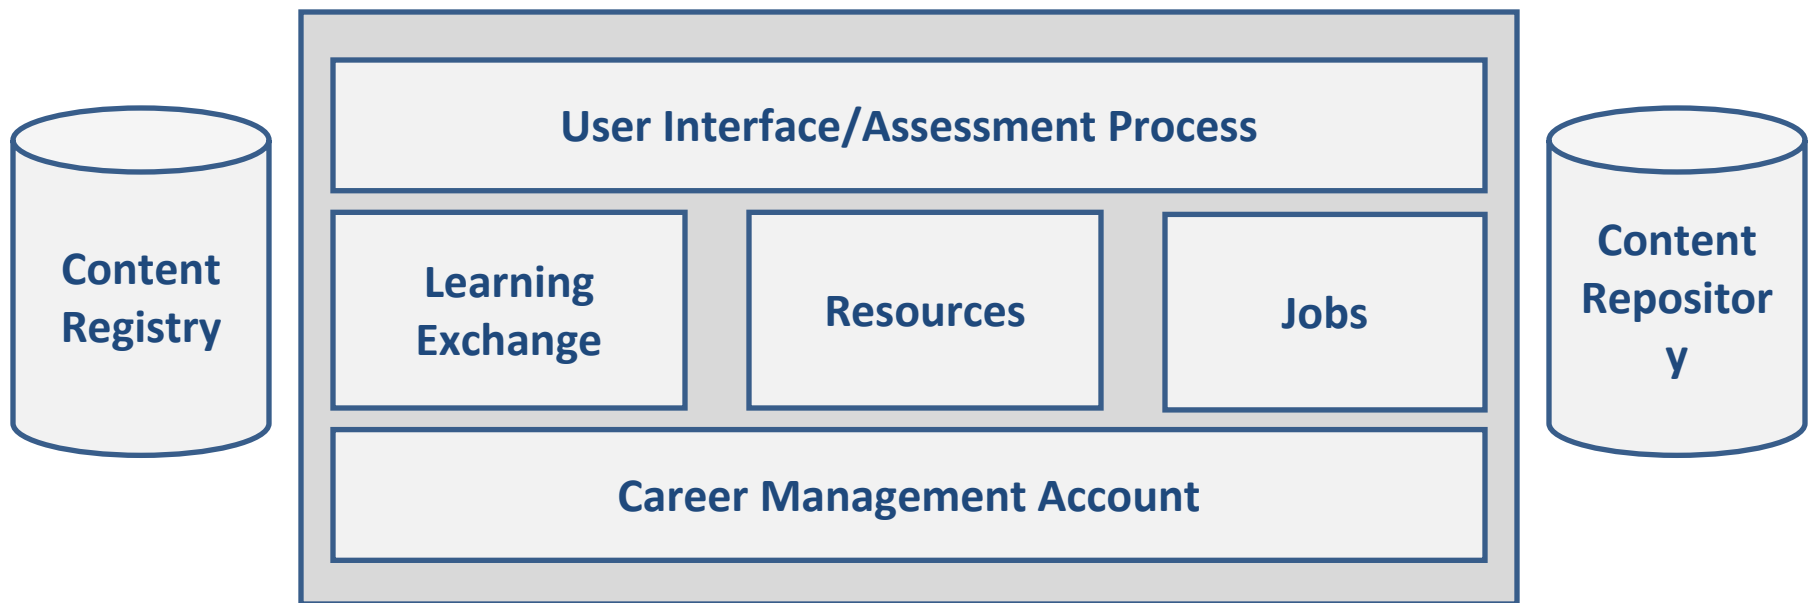 User Interface/Assessment Process
Content
Registry
Learning
Exchange
Resources
Jobs
Content
Repositor
y
Career Management Account